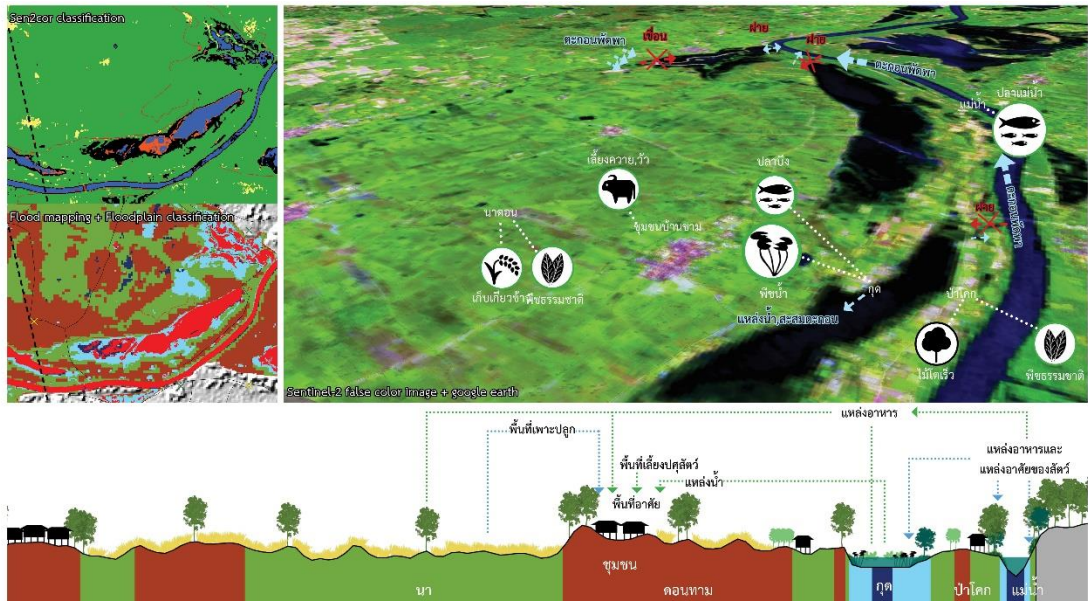 Sen2cor classification
Flood mapping + Floodplain classification
ตะกอนพัดพา
เขื่อน
ฝาย
ฝาย
ตะกอนพัดพา
แม่น้ำ
ปลาแม่น้ำ
เลี้ยงควาย,วัว
ปลาบึง
นาดอน
ชุมชนบ้านขาม
ฝาย
ตะกอนพัดพา
เก็บเกี่ยวข้าว
พืชธรรมชาติ
พืชน้ำ
กุด
แหล่งน้ำ,สะสมตะกอน
ป่าโคก
ไม้โตเร็ว
พืชธรรมชาติ
Sentinel-2 false color image + google earth
แหล่งอาหาร
พื้นที่เพาะปลูก
แหล่งอาหารและ
แหล่งอาศัยของสัตว์
พื้นที่เลี้ยงปศุสัตว์
แหล่งน้ำ
พื้นที่อาศัย
ชุมชน
นา
ดอนทาม
กุด
ป่าโคก
แม่น้ำ